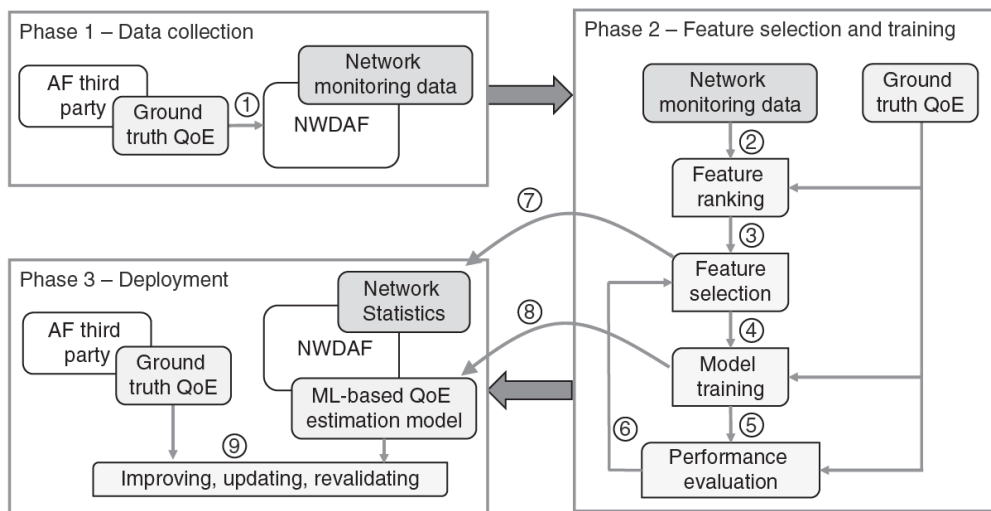 Phase 1 – Data collection
AF third
party
Ground
truth QoE
①
Network
monitoring data
NWDAF
Phase 2 – Feature selection and training
Network
monitoring data
Ground
truth QoE
②
Feature
ranking
③
Feature
selection
④
Model
training
⑤
⑥
Performance
evaluation
⑦
⑧
Phase 3 – Deployment
AF third
party
Ground
truth QoE
Network
Statistics
NWDAF
ML-based QoE
estimation model
⑨
Improving, updating, revalidating